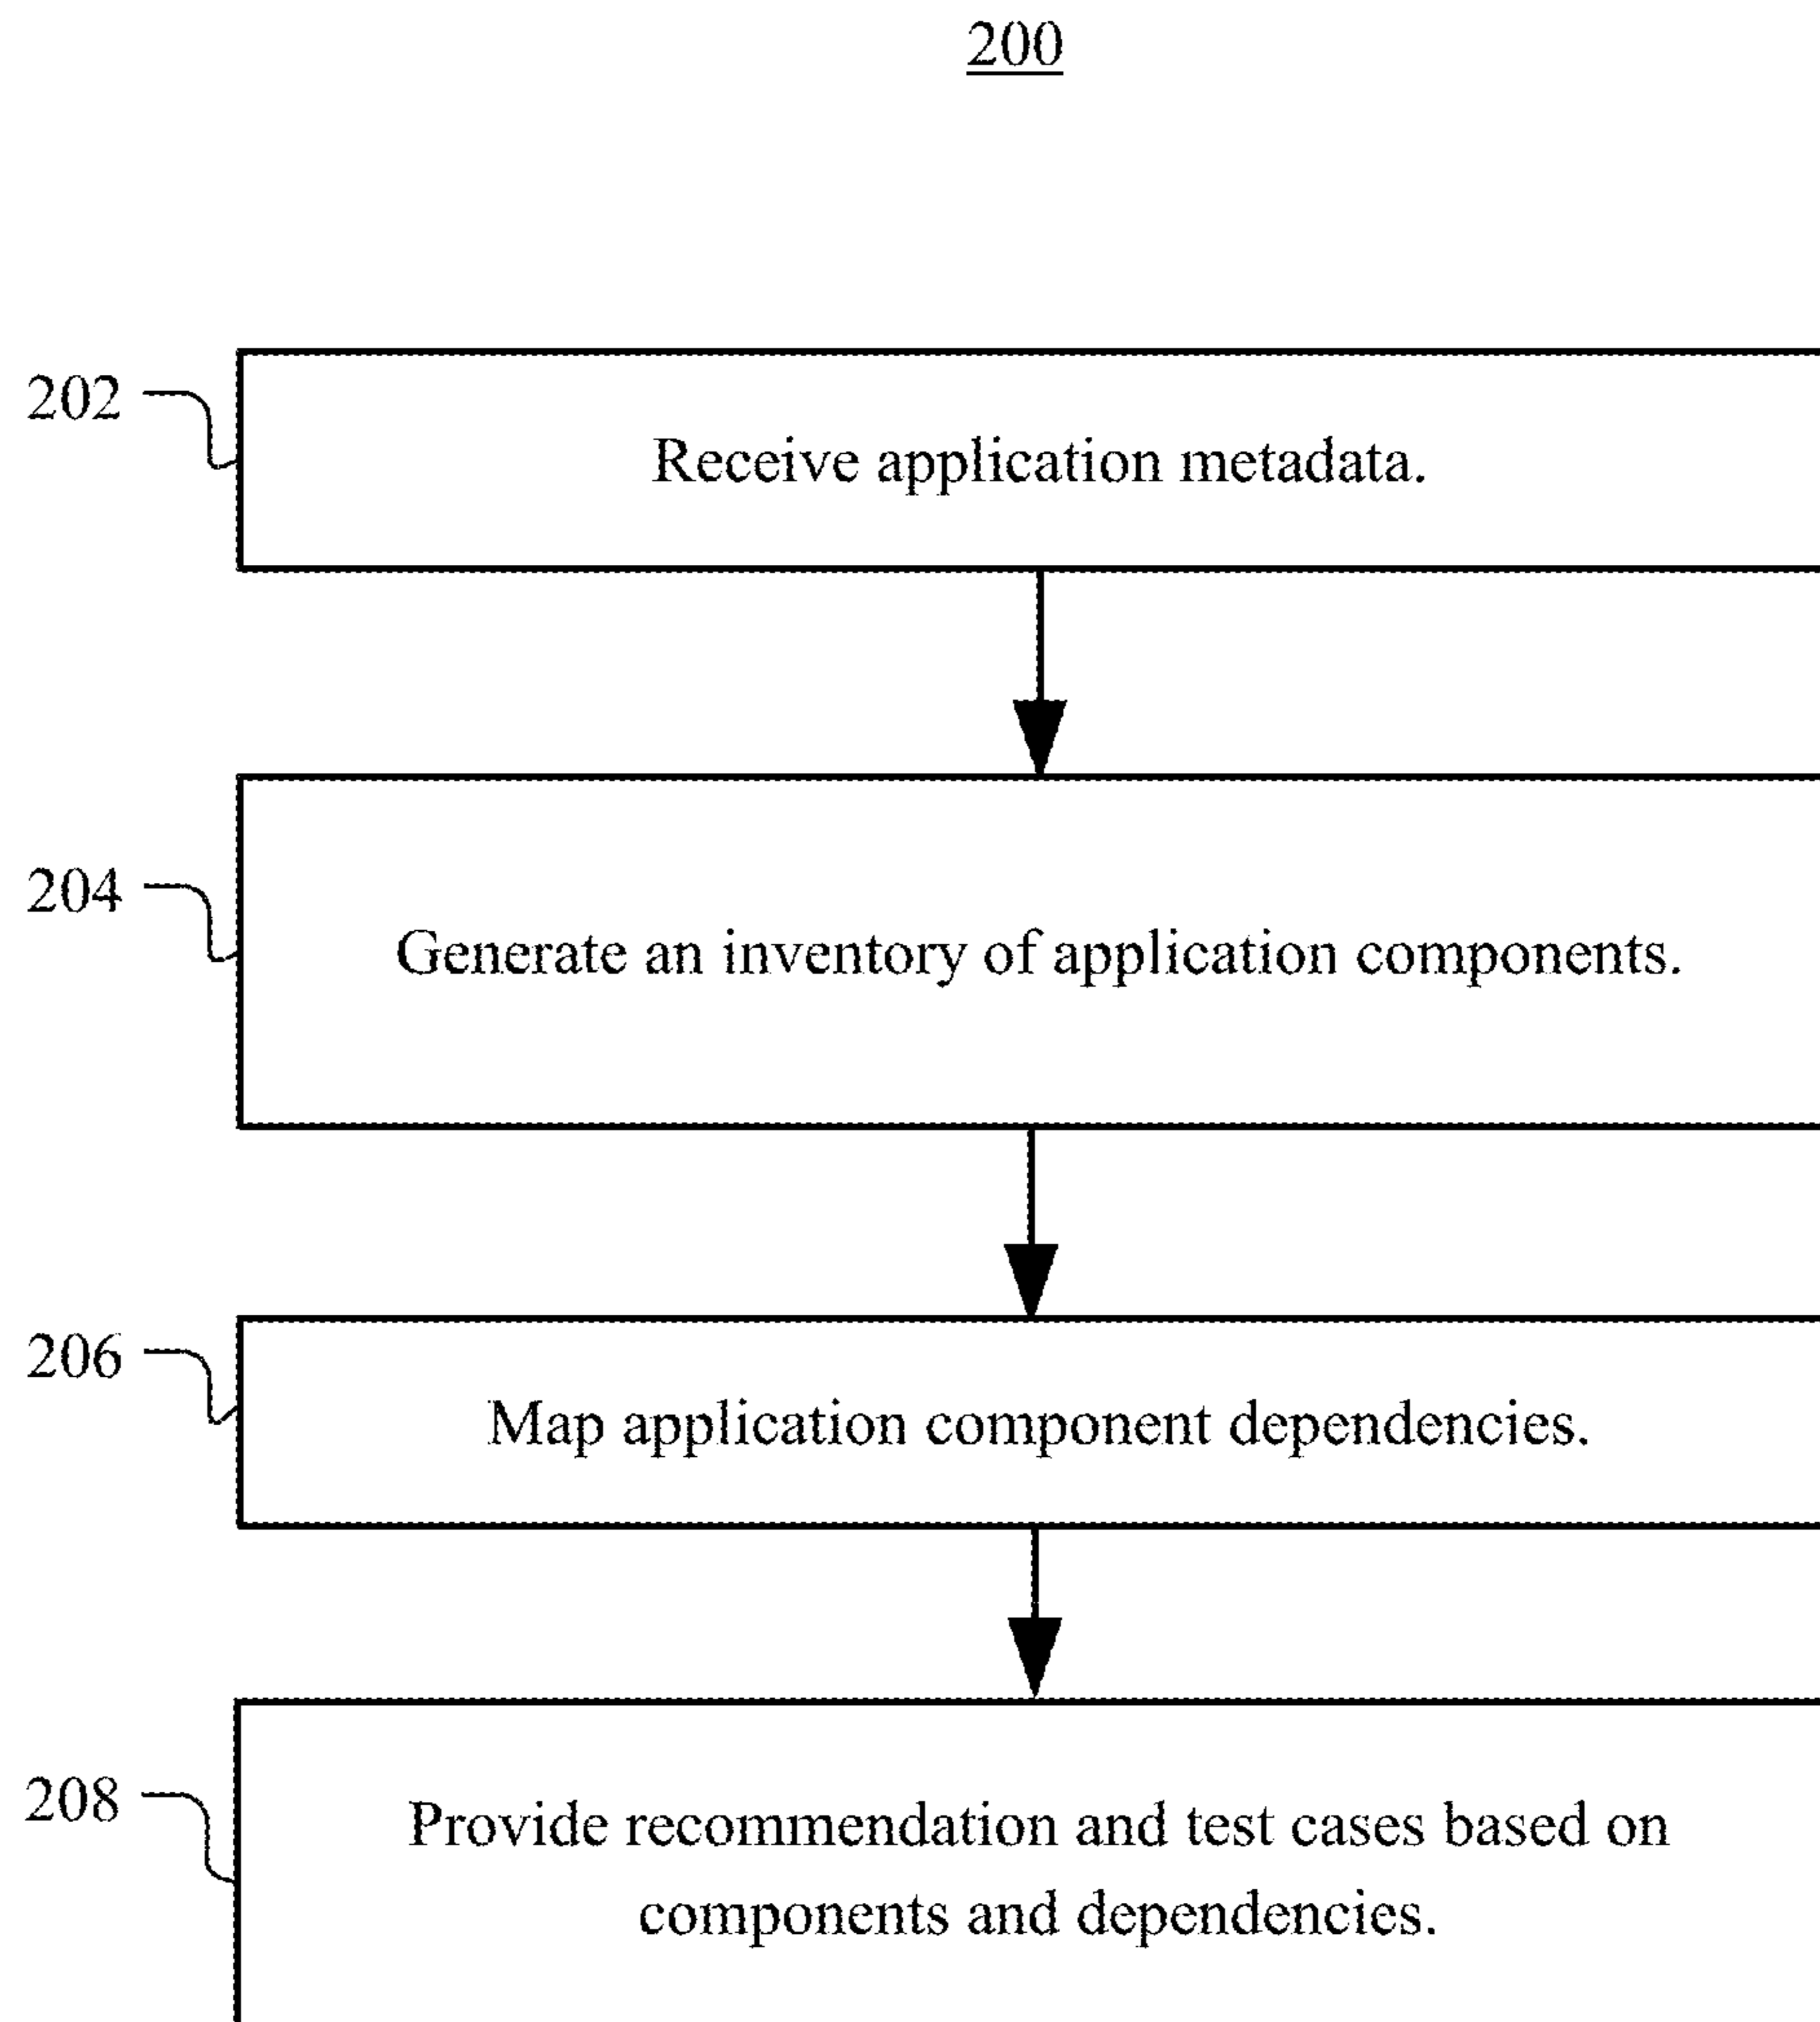 200
202
Receive application metadata.
204
Generate an inventory of application components.
206
Map application component dependencies.
208
Provide recommendation and test cases based on
components and dependencies.